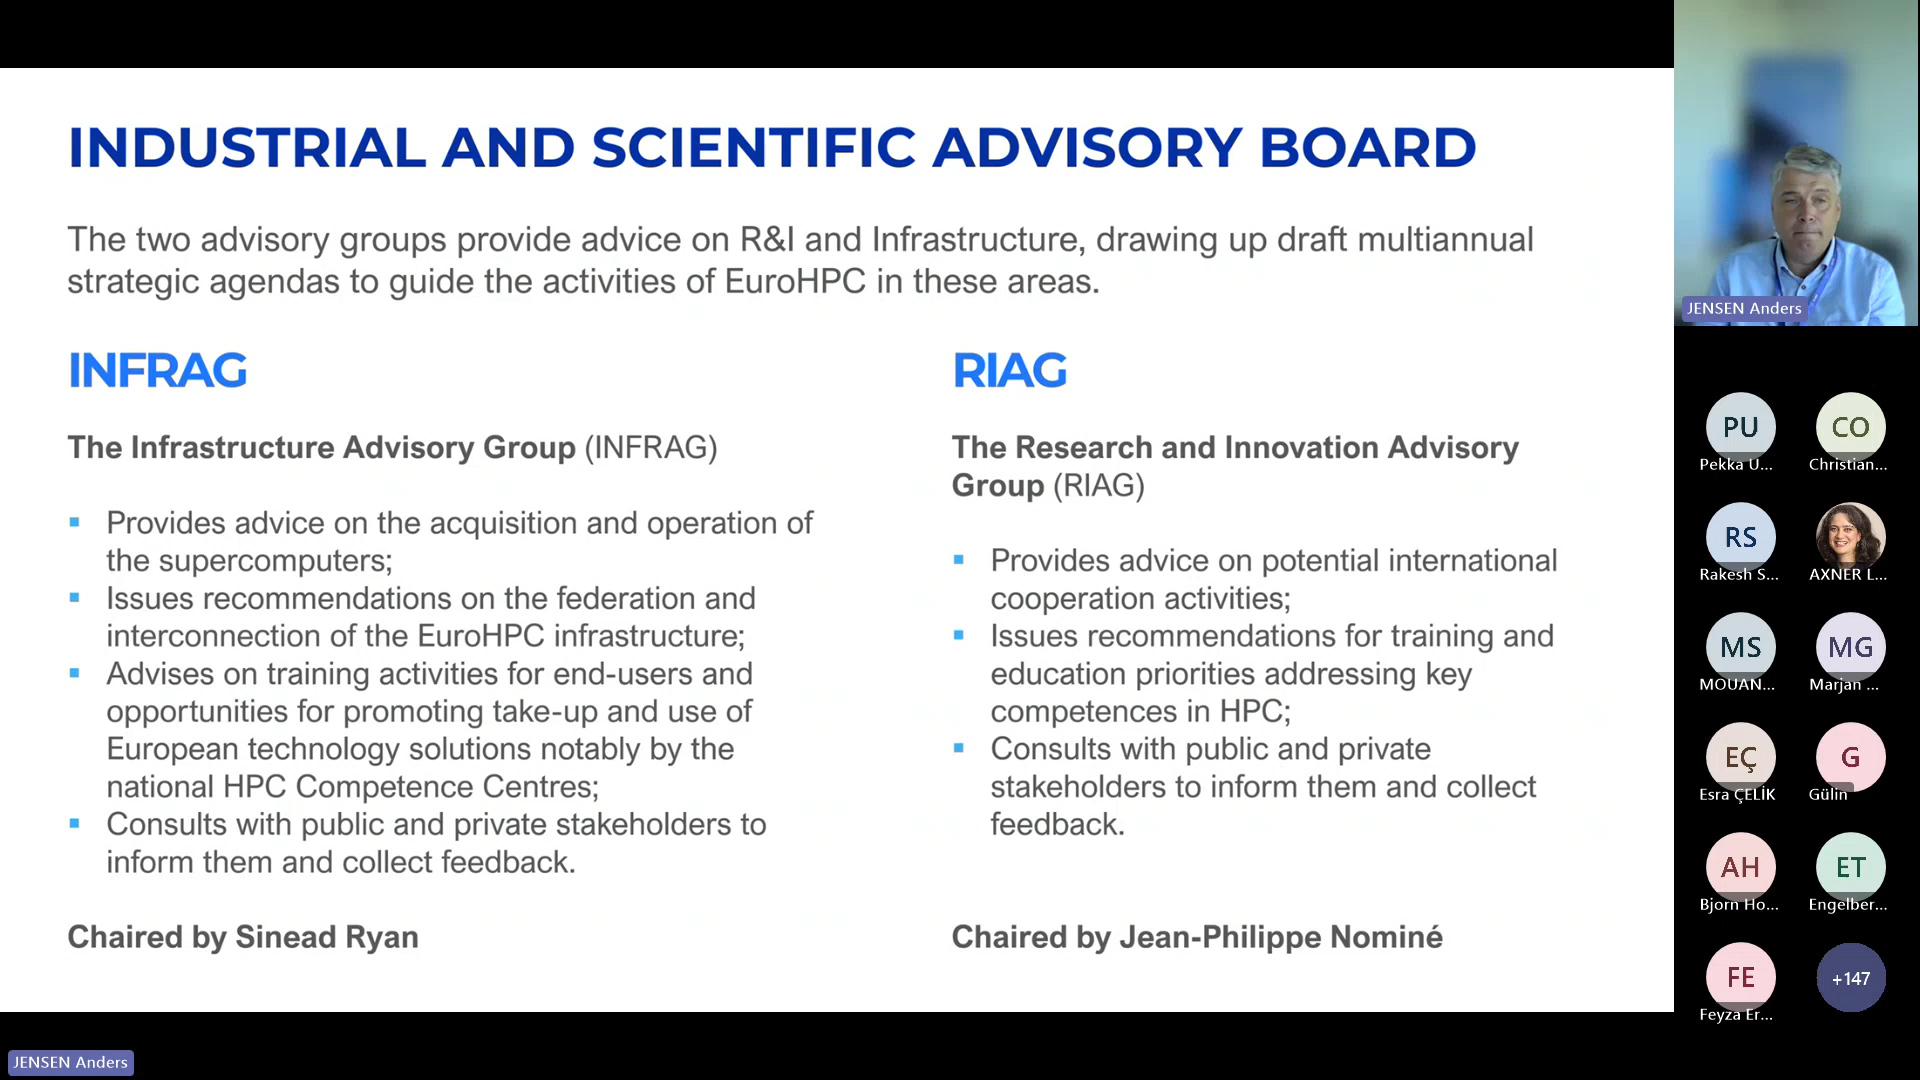 INDUSTRIAL AND SCIENTIFIC ADVISORY BOARD
The two advisory groups provide advice on R&I and Infrastructure, drawing up draft multiannual
strategic agendas to guide the activities of EuroHPC in these areas.
INFRAG
The Infrastructure Advisory Group (INFRAG)
▪ Provides advice on the acquisition and operation of
the supercomputers;
▪ Issues recommendations on the federation and
interconnection of the EuroHPC infrastructure;
▪ Advises on training activities for end-users and
opportunities for promoting take-up and use of
European technology solutions notably by the
national HPC Competence Centres;
▪ Consults with public and private stakeholders to
inform them and collect feedback.
Chaired by Sinead Ryan
RIAG
The Research and Innovation Advisory
Group (RIAG)
▪ Provides advice on potential international
cooperation activities;
▪ Issues recommendations for training and
education priorities addressing key
competences in HPC;
▪ Consults with public and private
stakeholders to inform them and collect
feedback.
Chaired by Jean-Philippe Nominé
JENSEN Anders
PU
Pekka U...
CO
Christian...
RS
Rakesh S...
AXNER L...
MS
MOUAN...
MG
Marjan ...
EÇ
Esra ÇELİK
G
Gülin
AH
Bjorn Ho...
ET
Engelber...
FE
Feyza Er...
+147
JENSEN Anders